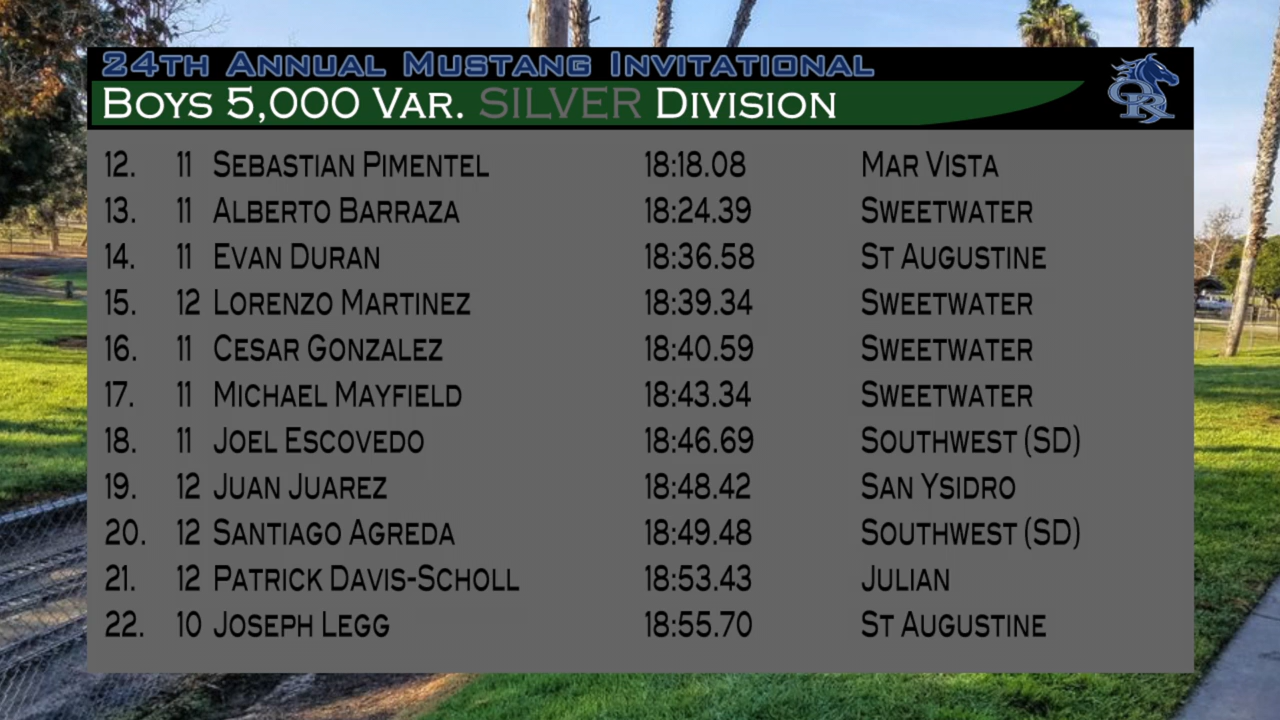 24TH ANNUAL MUSTANG INVITATIONAL
BOYS 5,000 VAR. SILVER DIVISION
12. 11 SEBASTIAN PIMENTEL 18:18.08 MAR VISTA
13. 11 ALBERTO BARRAZA 18:24.39 SWEETWATER
14. 11 EVAN DURAN 18:36.58 ST AUGUSTINE
15. 12 LORENZO MARTINEZ 18:39.34 SWEETWATER
16. 11 CESAR GONZALEZ 18:40.59 SWEETWATER
17. 11 MICHAEL MAYFIELD 18:43.34 SWEETWATER
18. 11 JOEL ESCOVEDO 18:46.69 SOUTHWEST (SD)
19. 12 JUAN JUAREZ 18:48.42 SAN YSIDRO
20. 12 SANTIAGO AGREDA 18:49.48 SOUTHWEST (SD)
21. 12 PATRICK DAVIS-SCHOLL 18:53.43 JULIAN
22. 10 JOSEPH LEGG 18:55.70 ST AUGUSTINE